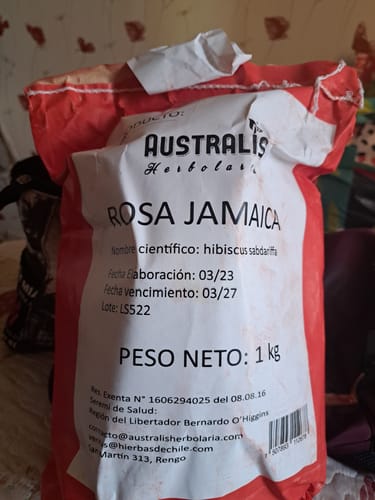 AUSTRALIS
Herbolaria
ROSA JAMAICA
Nombre científico: hibiscus sabdariffa
Fecha Elaboración: 03/23
Fecha vencimiento: 03/27
Lote: LS522
PESO NETO: 1 kg
Res. Exenta N° 1606294025 del 08.08.16
Seremi de Salud:
Región del Libertador Bernardo O'Higgins
contacto@australisherbolaria.com
ventas@hierbasdechile.com
San Martín 313, Rengo